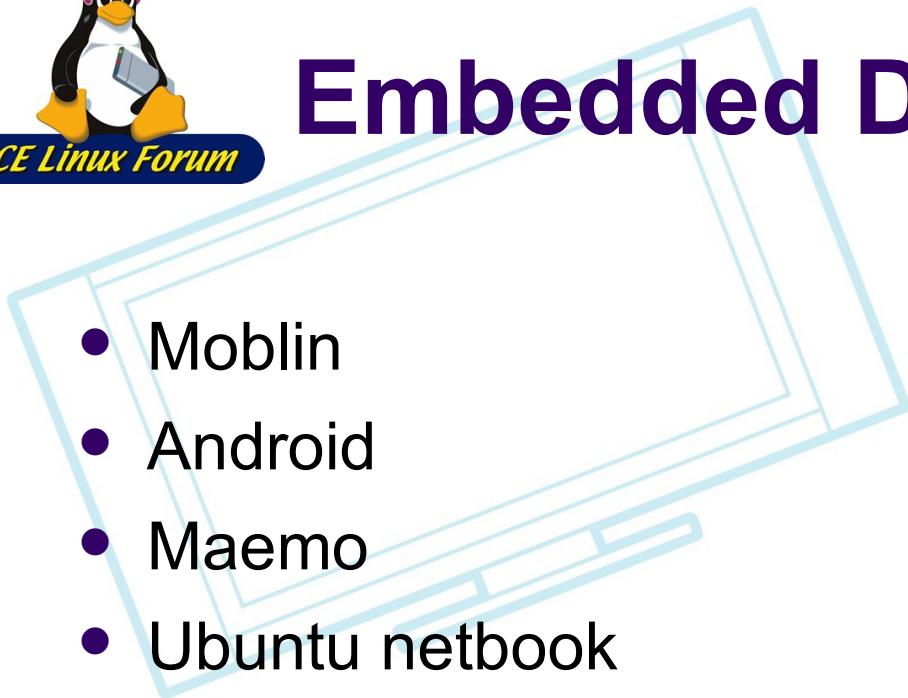 Embedded D
CE Linux Forum
• Moblin
• Android
• Maemo
• Ubuntu netbook